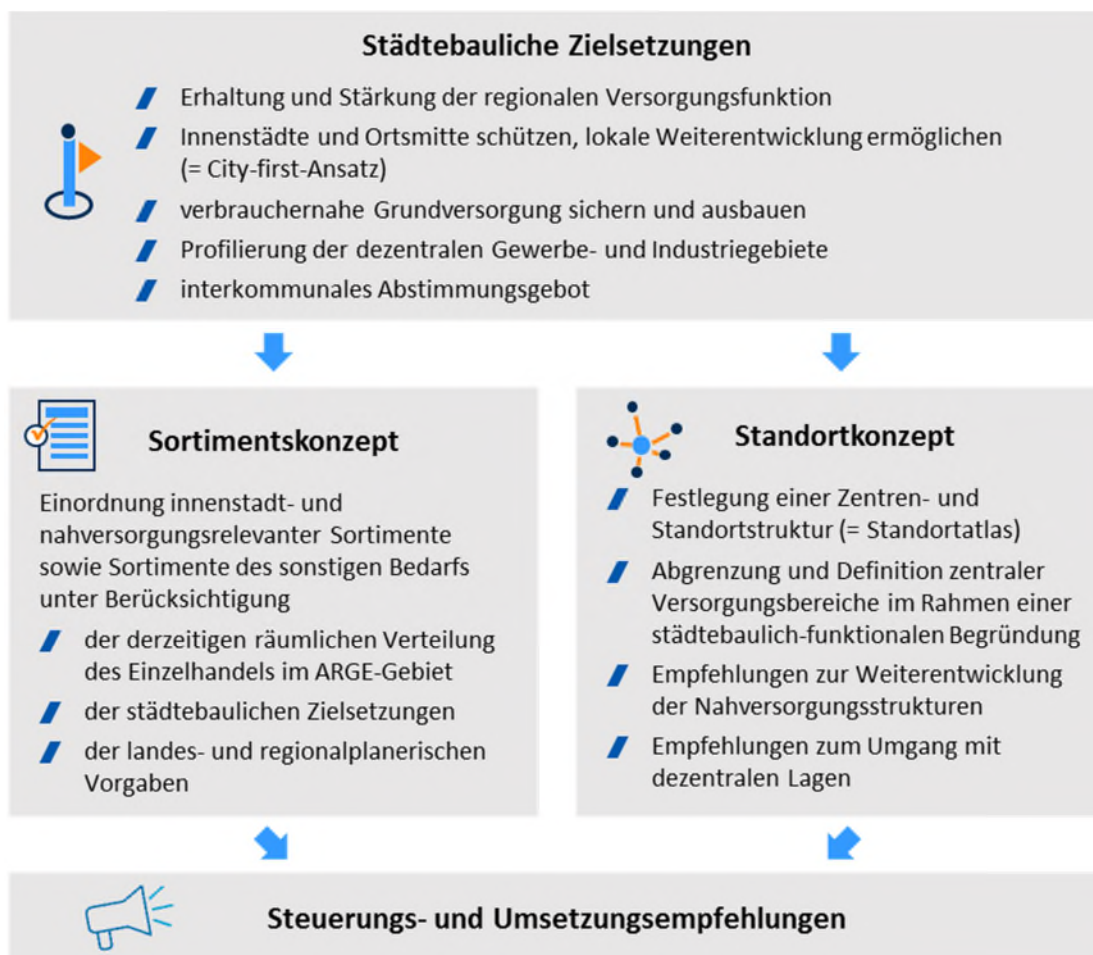 Städtebauliche Zielsetzungen
Erhaltung und Stärkung der regionalen Versorgungsfunktion
Innenstädte und Ortsmitte schützen, lokale Weiterentwicklung ermöglichen
(= City-first-Ansatz)
verbrauchernahe Grundversorgung sichern und ausbauen
Profilierung der dezentralen Gewerbe- und Industriegebiete
interkommunales Abstimmungsgebot
Sortimentskonzept
Einordnung innenstadt- und
nahversorgungsrelevanter Sortimente
sowie Sortimente des sonstigen Bedarfs
unter Berücksichtigung
der derzeitigen räumlichen Verteilung
des Einzelhandels im ARGE-Gebiet
der städtebaulichen Zielsetzungen
der landes- und regionalplanerischen
Vorgaben
Standortkonzept
Festlegung einer Zentren- und
Standortstruktur (= Standortatlas)
Abgrenzung und Definition zentraler
Versorgungsbereiche im Rahmen einer
städtebaulich-funktionalen Begründung
Empfehlungen zur Weiterentwicklung
der Nahversorgungsstrukturen
Empfehlungen zum Umgang mit
dezentralen Lagen
Steuerungs- und Umsetzungsempfehlungen